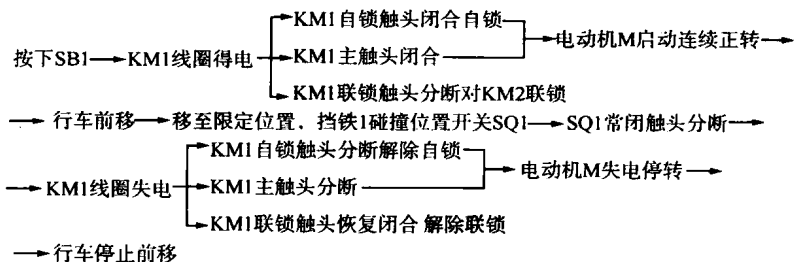 KM1自锁触头闭合自锁
按下SB1 KM1线圈得电 KM1主触头闭合 电动机M启动连续正转
KM1联锁触头分断对KM2联锁
行车前移 移至限定位置，挡铁1碰撞位置开关SQ1 SQ1常闭触头分断
KM1自锁触头分断解除自锁
KM1线圈失电 KM1主触头分断 电动机M失电停转
KM1联锁触头恢复闭合 解除联锁
行车停止前移